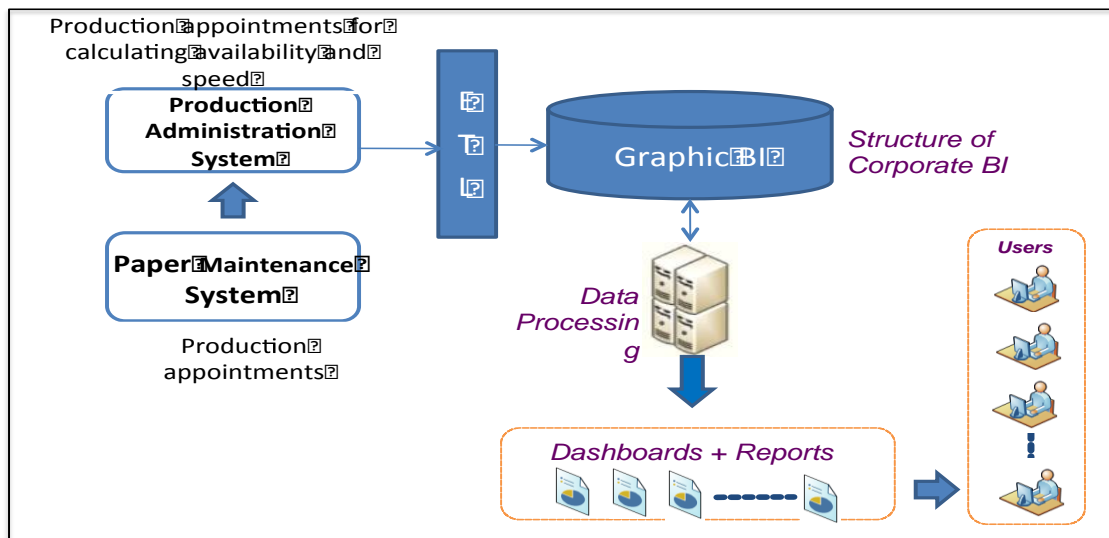 Production appointments for
calculating availability and
speed
Production
Administration
System
Paper Maintenance
System
Production
appointments
E
T
L
Graphic BI
Structure of
Corporate BI
Data
Processin
g
Dashboards + Reports
Users